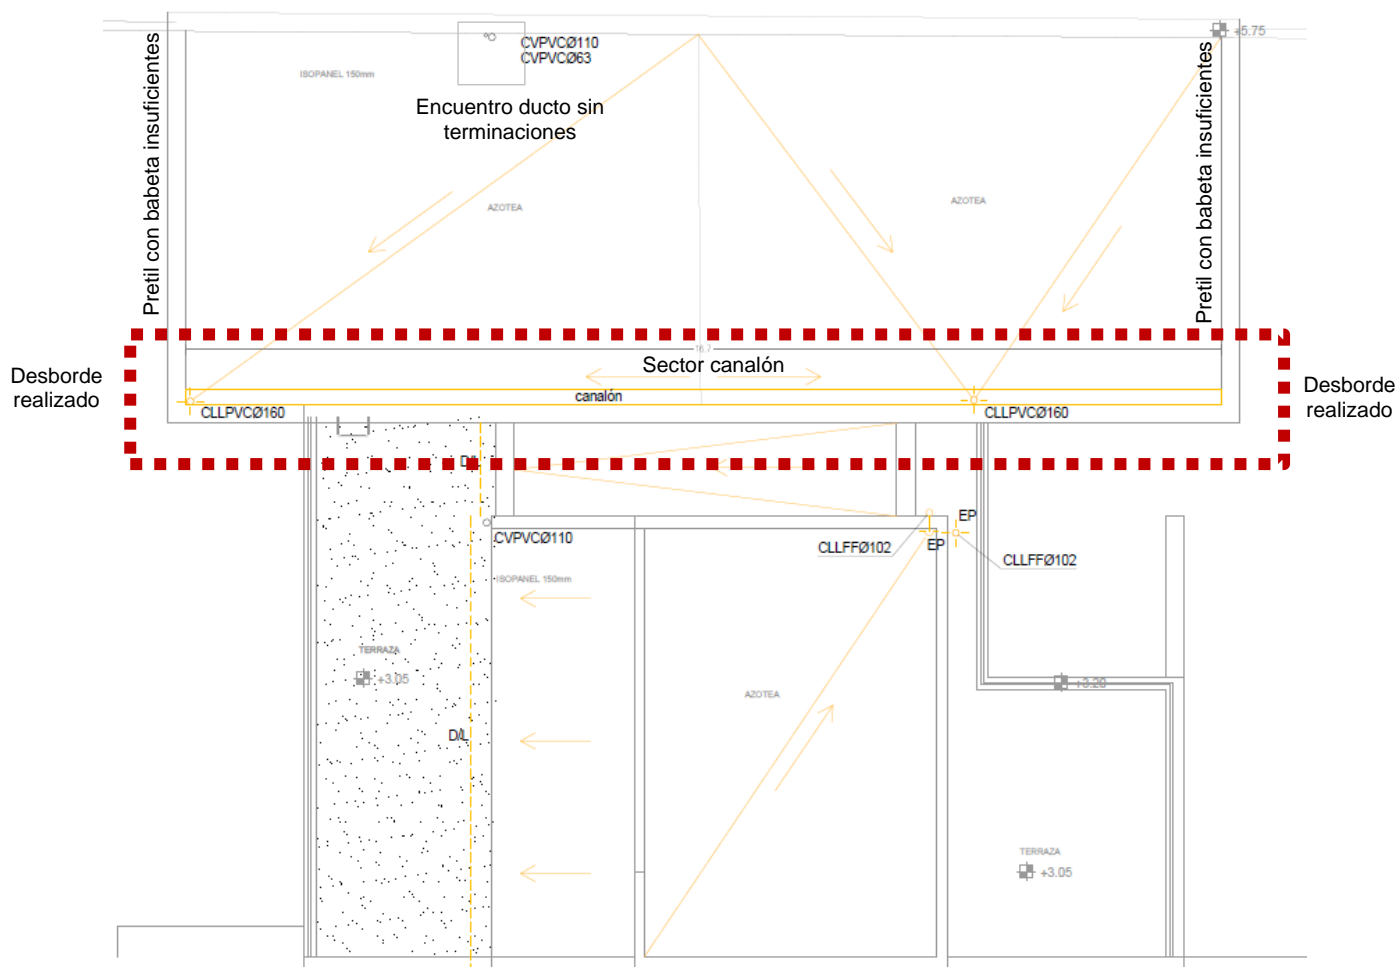 CVPVCØ110
CVPVCØ63
+5.75
ISOPANEL 150mm
Pretil con babeta insuficientes
Pretil con babeta insuficientes
Encuentro ducto sin
terminaciones
AZOTEA
AZOTEA
16.7
Sector canalón
canalón
Desborde
realizado
Desborde
realizado
CLLPVCØ160
CLLPVCØ160
EP
CVPVCØ110
CLLFFØ102
EP
CLLFFØ102
ISOPANEL 150mm
TERRAZA
+3.05
+3.20
AZOTEA
D/L
TERRAZA
+3.05